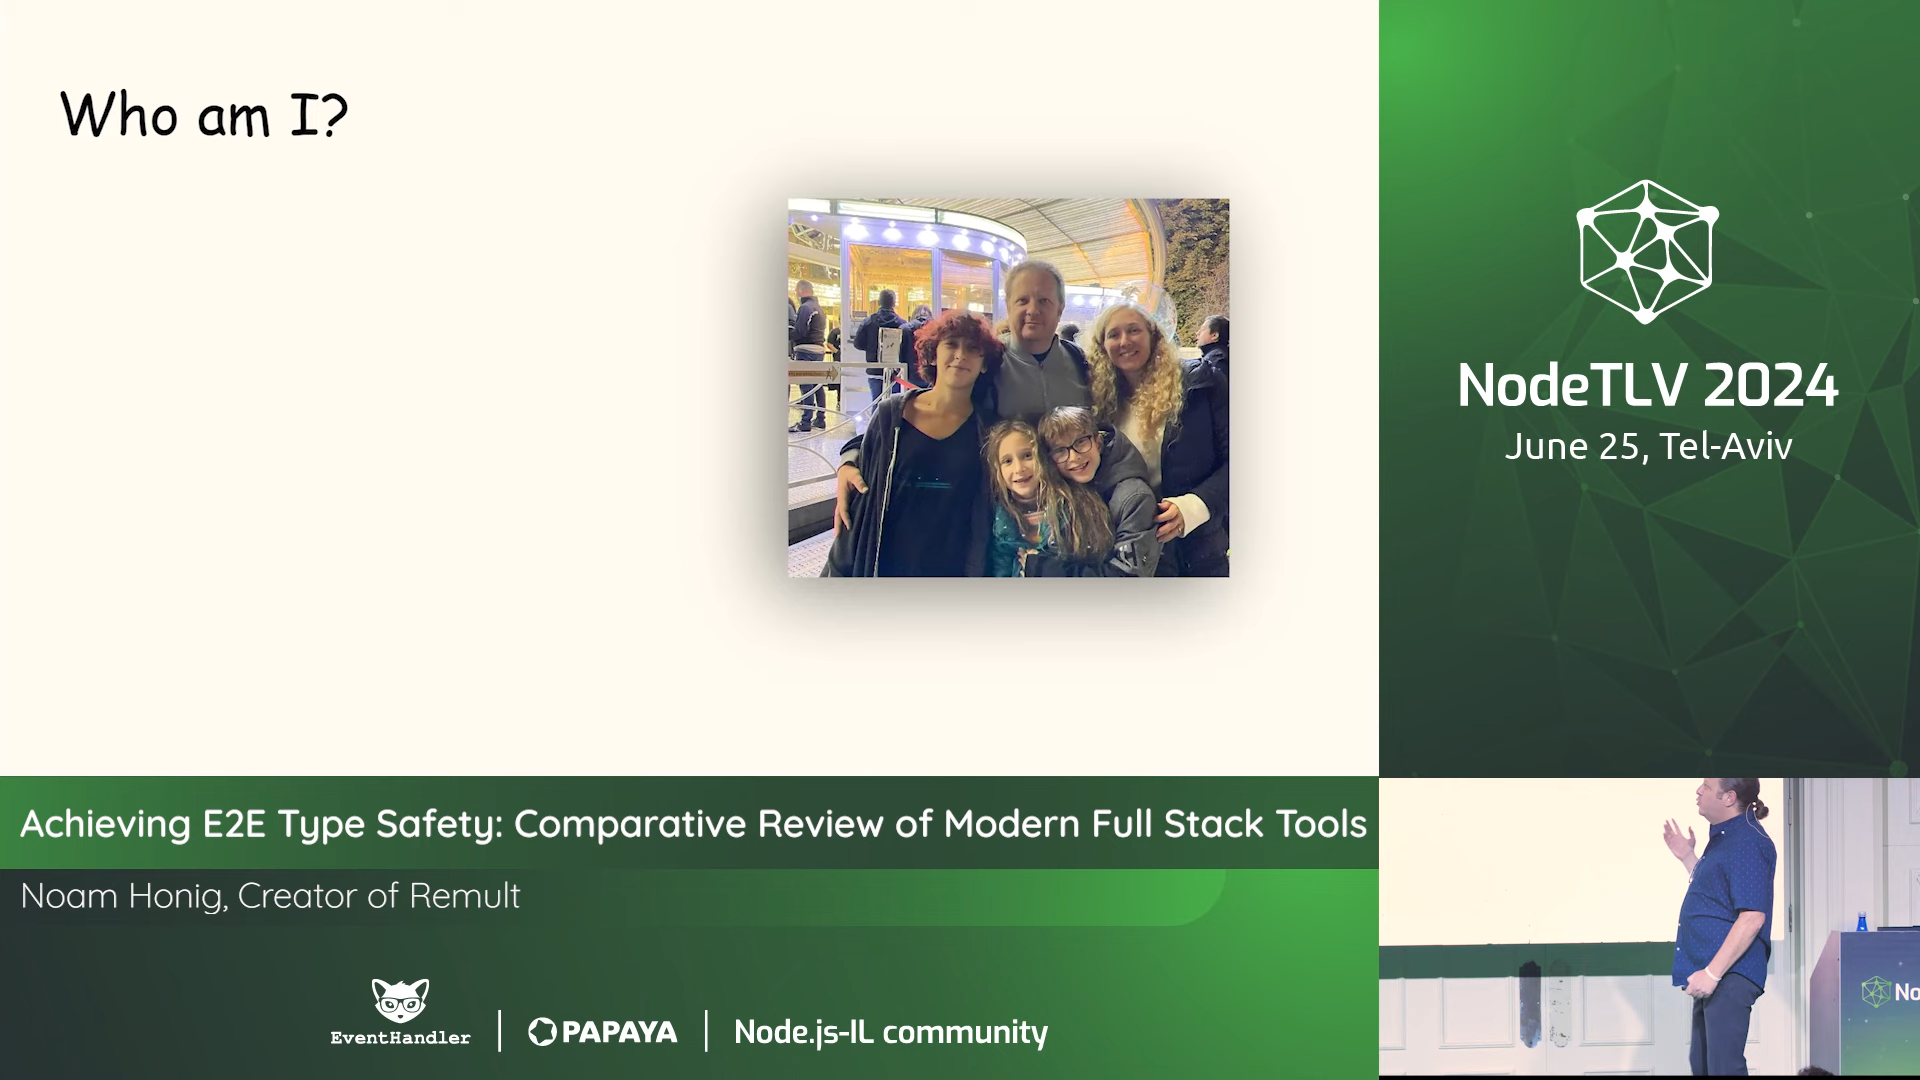 Who am I?
NodeTLV 2024
June 25, Tel-Aviv
Achieving E2E Type Safety: Comparative Review of Modern Full Stack Tools
Noam Honig, Creator of Remult
EventHandler
PAPAYA
Node.js-IL community
No